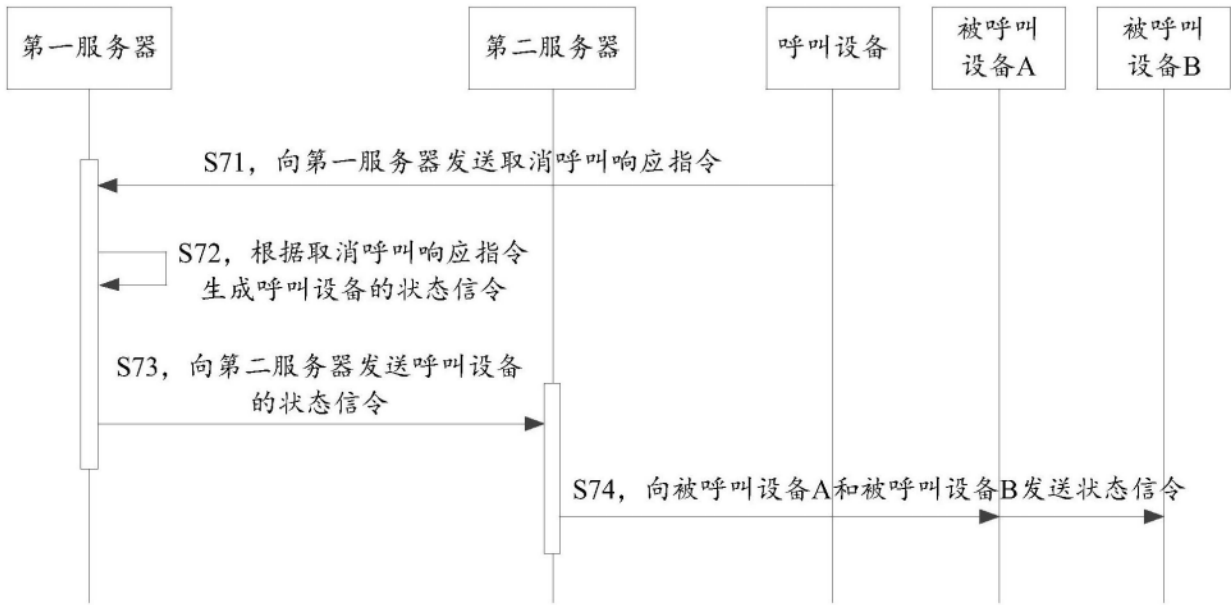 第一服务器
第二服务器
呼叫设备
被呼叫
设备A
被呼叫
设备B
S71，向第一服务器发送取消呼叫响应指令
S72，根据取消呼叫响应指令
生成呼叫设备的状态信令
S73，向第二服务器发送呼叫设备
的状态信令
S74，向被呼叫设备A和被呼叫设备B发送状态信令